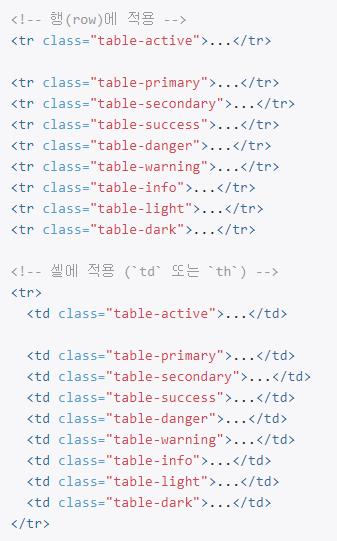 <!-- 행(row)에 적용 -->
<tr class="table-active">...</tr>

<tr class="table-primary">...</tr>
<tr class="table-secondary">...</tr>
<tr class="table-success">...</tr>
<tr class="table-danger">...</tr>
<tr class="table-warning">...</tr>
<tr class="table-info">...</tr>
<tr class="table-light">...</tr>
<tr class="table-dark">...</tr>

<!-- 셀에 적용 (`td` 또는 `th`) -->
<tr>
  <td class="table-active">...</td>

  <td class="table-primary">...</td>
  <td class="table-secondary">...</td>
  <td class="table-success">...</td>
  <td class="table-danger">...</td>
  <td class="table-warning">...</td>
  <td class="table-info">...</td>
  <td class="table-light">...</td>
  <td class="table-dark">...</td>
</tr>